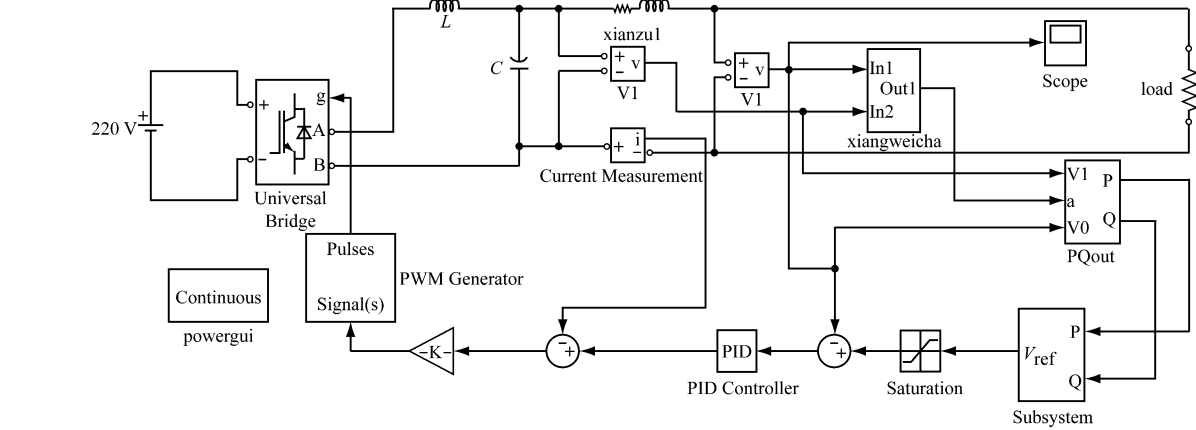 L
xianzu1
C
+
−
v
V1
+
−
v
V1
In1
Out1
In2
xiangweicha
Scope
load
220 V
+
+
−
g
A
B
Universal
Bridge
+
i
−
Current Measurement
V1
P
a
Q
V0
PQout
Pulses
Signal(s)
PWM Generator
Continuous
powergui
-K-
−
+
PID
PID Controller
−
+
Saturation
P
Vref
Q
Subsystem